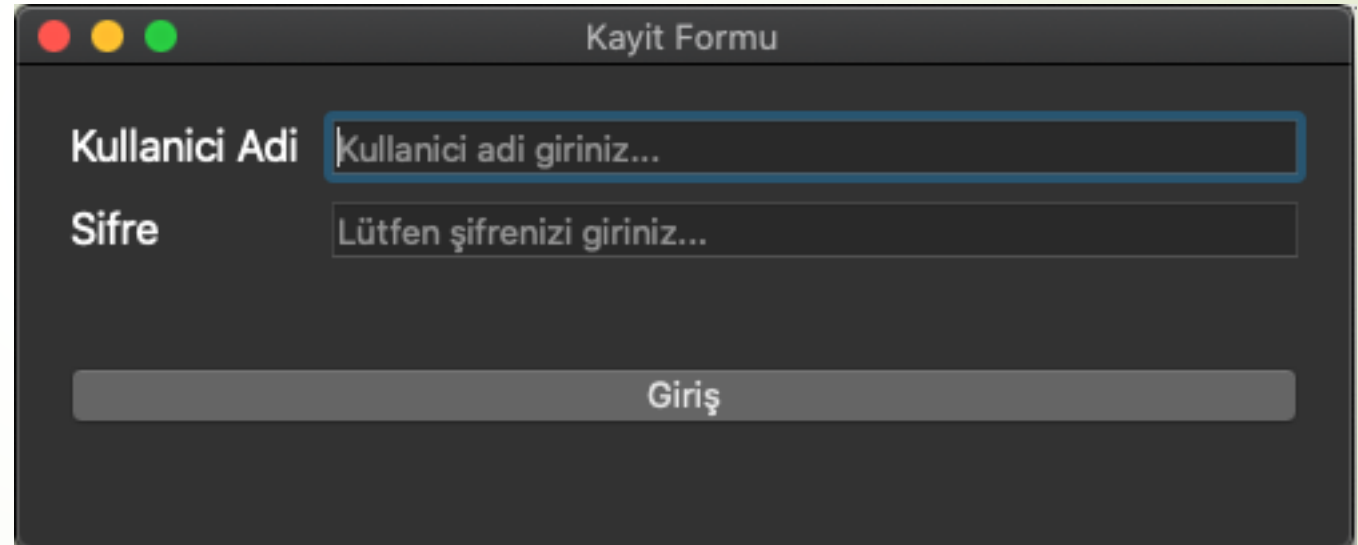 Kayit Formu
Kullanici Adi Kullanici adi giriniz...
Sifre Lütfen şifrenizi giriniz...
Giriş